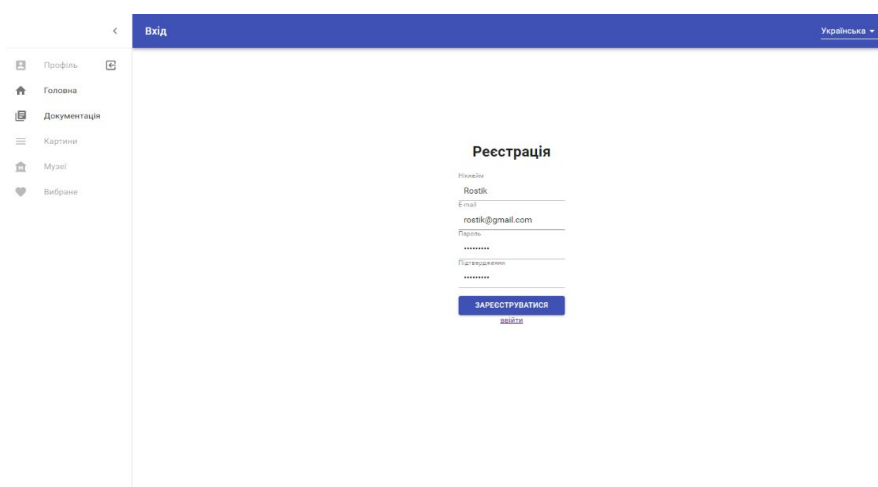 Вхід
Українська
Профіль
Головна
Документація
Картини
Музеї
Вибране
Реєстрація
Нікнейм
Rostik
E-mail
rostik@gmail.com
Пароль
•••••••••
Підтвердження
•••••••••
ЗАРЕЄСТРУВАТИСЯ
ввійти